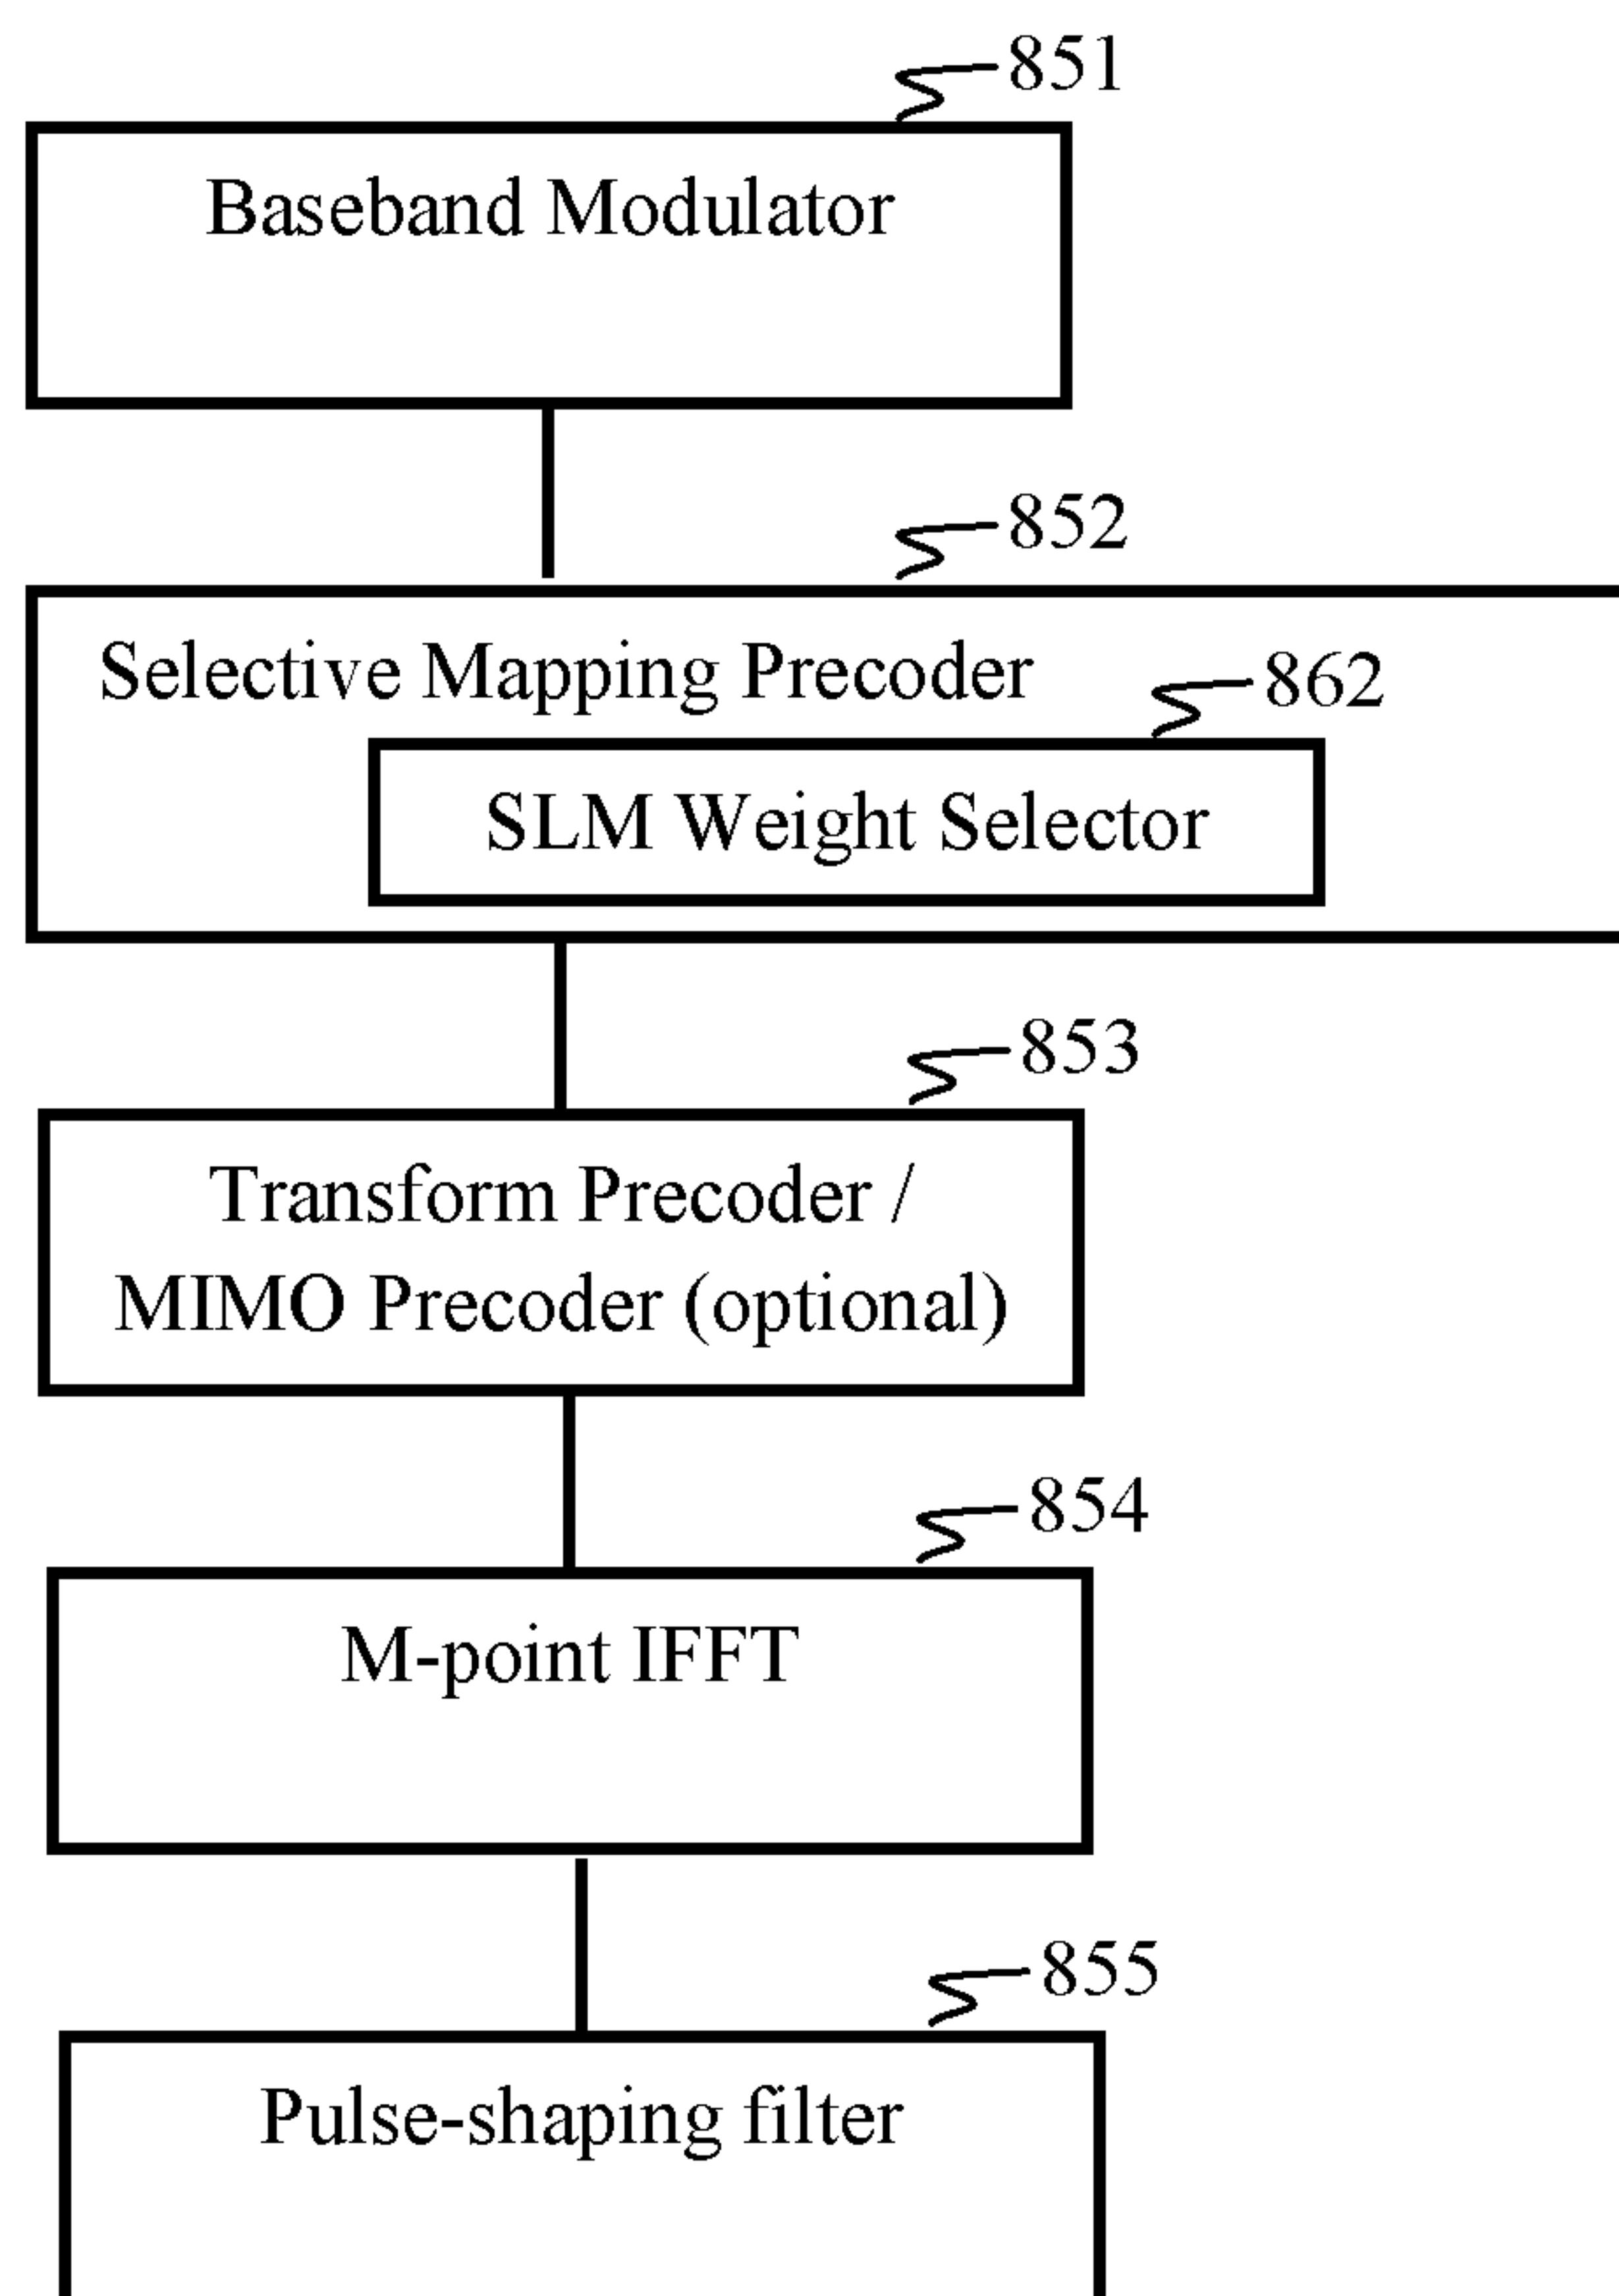 851
Baseband Modulator
852
Selective Mapping Precoder
862
SLM Weight Selector
853
Transform Precoder /
MIMO Precoder (optional)
854
M-point IFFT
855
Pulse-shaping filter